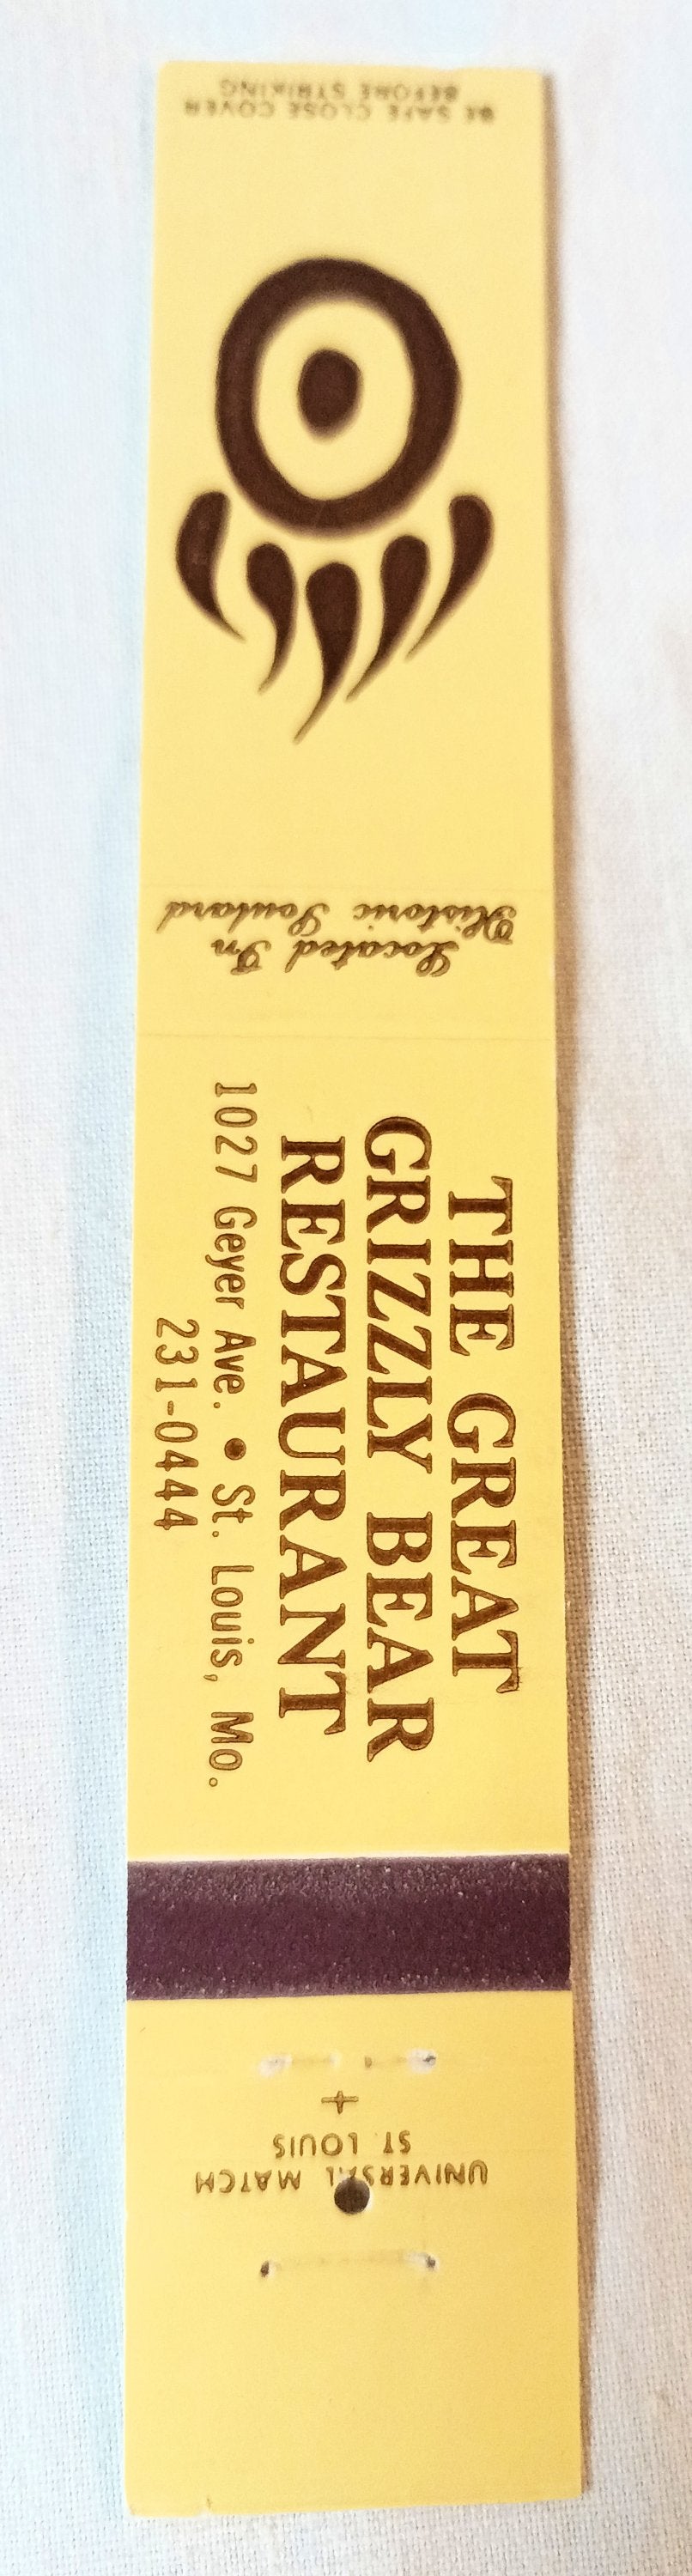 BE SAFE CLOSE COVER
BEFORE STRIKING
Located In
Historic Soulard
THE GREAT
GRIZZLY BEAR
RESTAURANT
1027 Geyer Ave. • St. Louis, Mo.
231-0444
UNIVERSAL MATCH
ST LOUIS